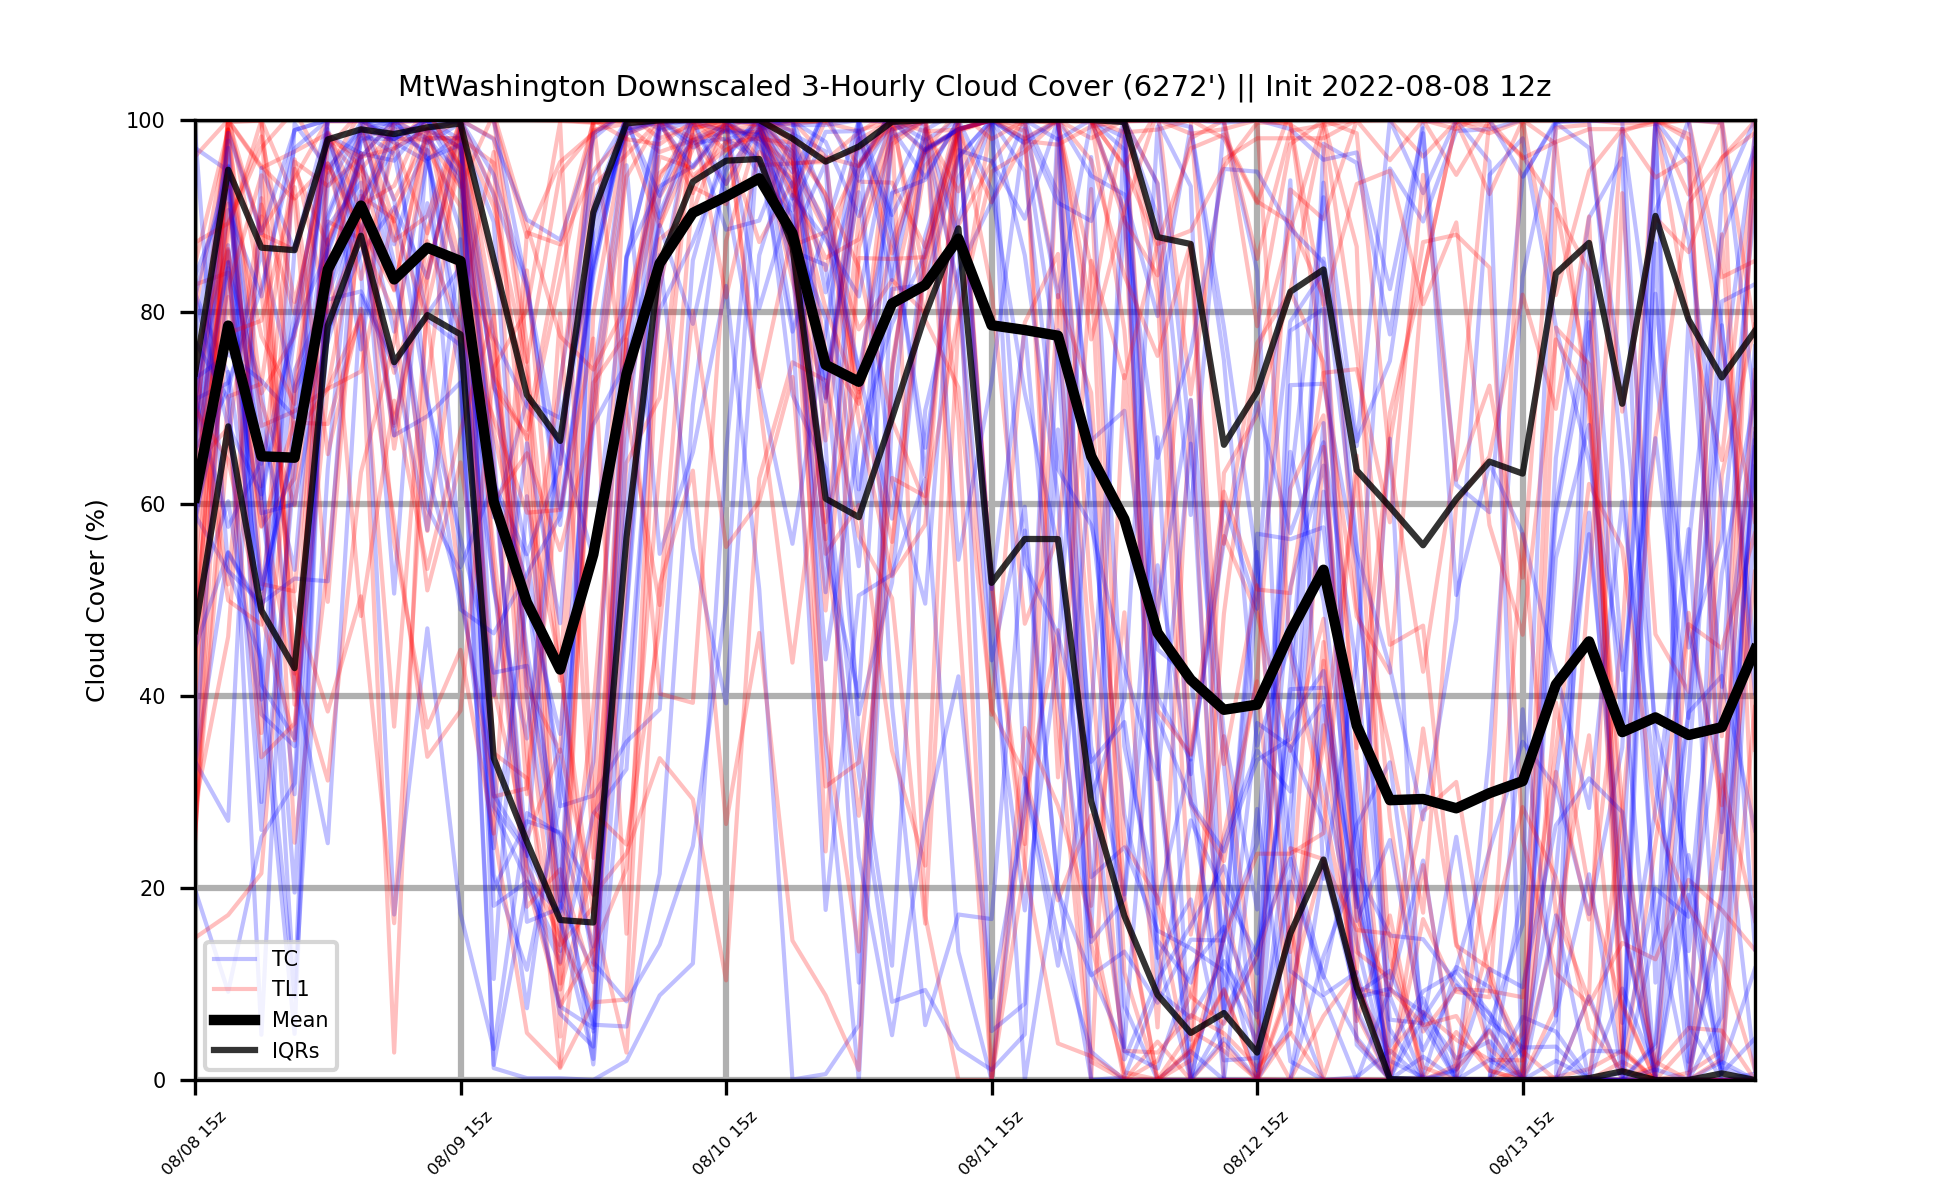 MtWashington Downscaled 3-Hourly Cloud Cover (6272') || Init 2022-08-08 12z
100
80
60
40
20
0
Cloud Cover (%)
TC
TL1
Mean
IQRs
08/08 15z
08/09 15z
08/10 15z
08/11 15z
08/12 15z
08/13 15z